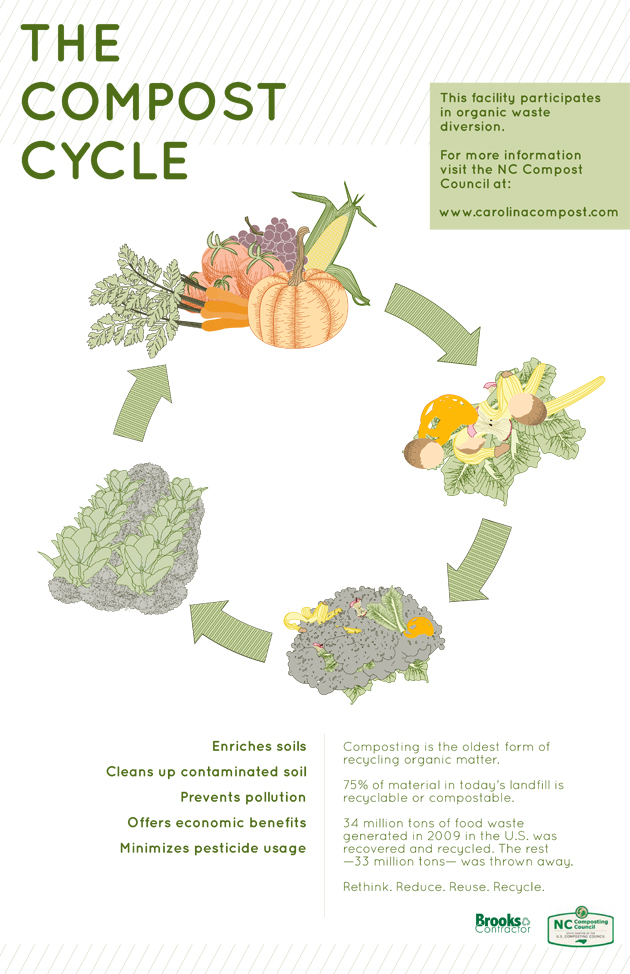 THE
COMPOST
CYCLE
This facility participates
in organic waste
diversion.
For more information
visit the NC Compost
Council at:
www.carolinacompost.com
Enriches soils
Cleans up contaminated soil
Prevents pollution
Offers economic benefits
Minimizes pesticide usage
Composting is the oldest form of
recycling organic matter.
75% of material in today's landfill is
recyclable or compostable.
34 million tons of food waste
generated in 2009 in the U.S. was
recovered and recycled. The rest
—33 million tons— was thrown away.
Rethink. Reduce. Reuse. Recycle.
Brooks
Contractor
NC Composting
Council
U.S. COMPOSTING COUNCIL